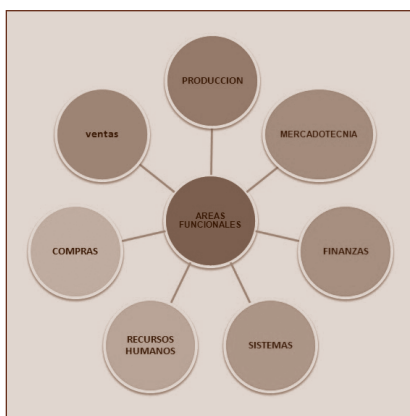 PRODUCCION
MERCADOTECNIA
FINANZAS
SISTEMAS
RECURSOS
HUMANOS
COMPRAS
ventas
AREAS
FUNCIONALES